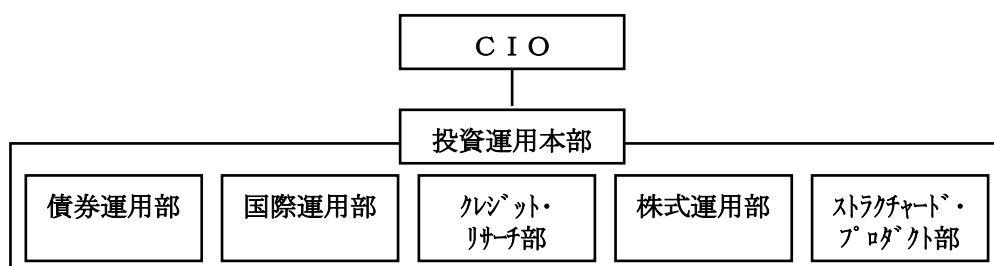 ＣＩＯ
投資運用本部
債券運用部
国際運用部
ｸﾚｼﾞｯﾄ・
ﾘｻｰﾁ部
株式運用部
ｽﾄﾗｸﾁｬｰﾄﾞ・
ﾌﾟﾛﾀﾞｸﾄ部